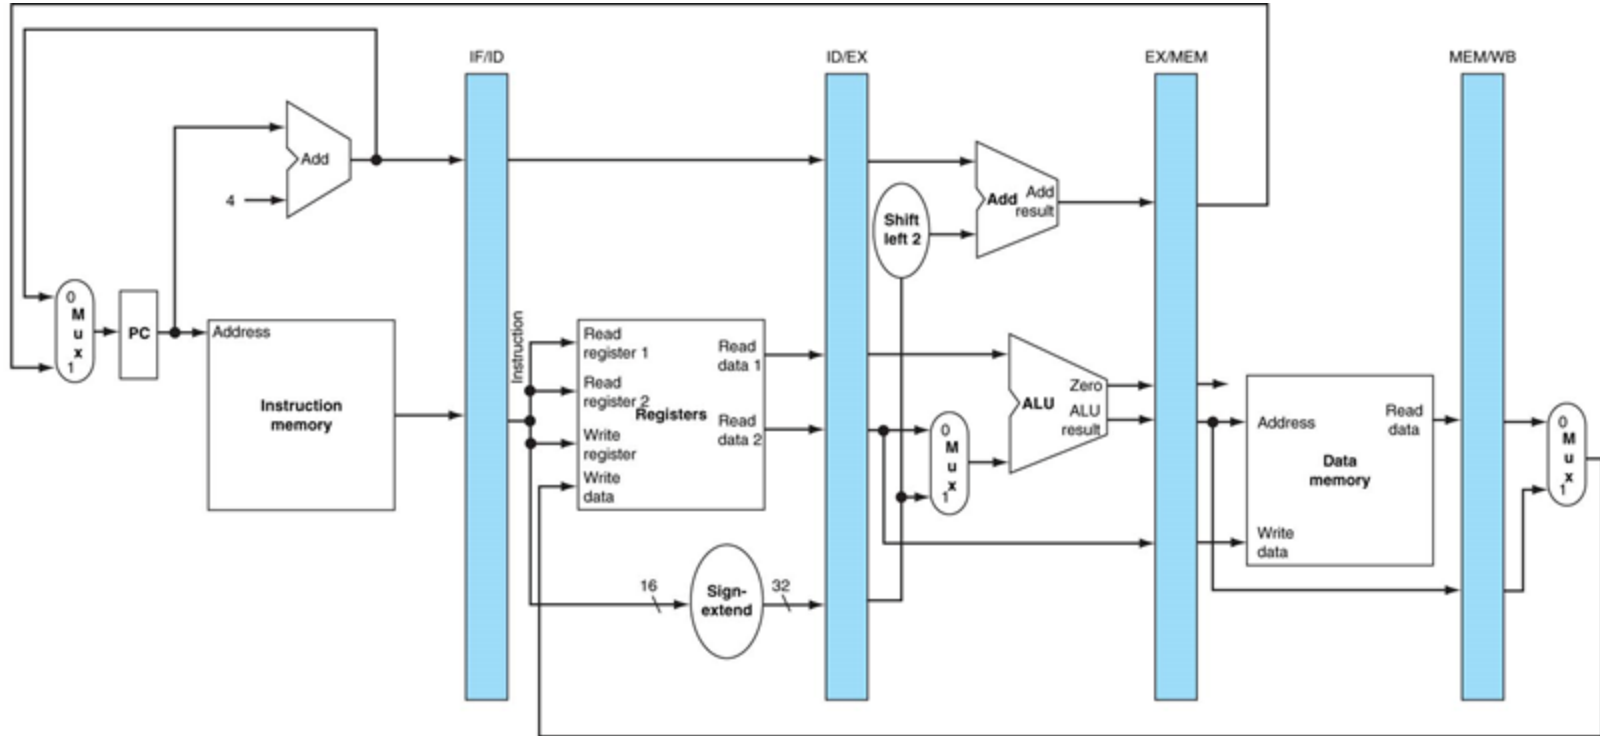 IF/ID
ID/EX
EX/MEM
MEM/WB
Add
4
Add
Add
result
Shift
left 2
0
M
u
x
1
PC
Address
Instruction
memory
Instruction
Read
register 1
Read
register 2
Write
register
Write
data
Registers
Read
data 1
Read
data 2
16
Sign-
extend
32
0
M
u
x
1
ALU
Zero
ALU
result
Address
Read
data
Data
memory
Write
data
0
M
u
x
1